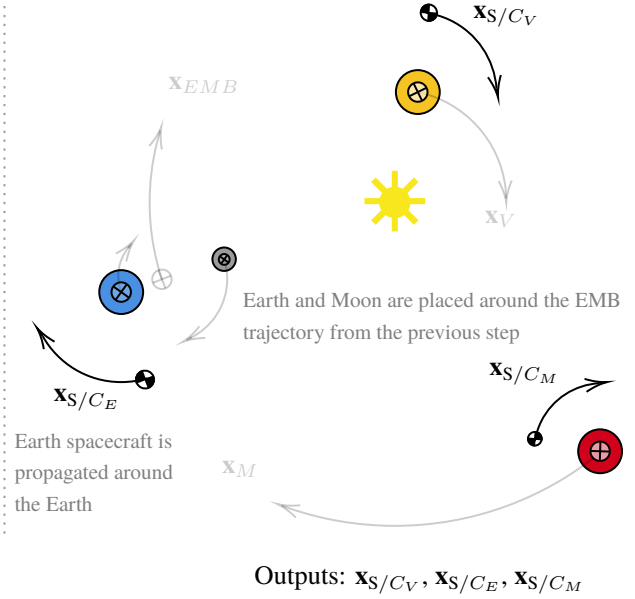 x_{S/C_V}
x_{EMB}
x_V
Earth and Moon are placed around the EMB
trajectory from the previous step
x_{S/C_M}
x_{S/C_E}
Earth spacecraft is
propagated around
the Earth
x_M
Outputs: x_{S/C_V}, x_{S/C_E}, x_{S/C_M}